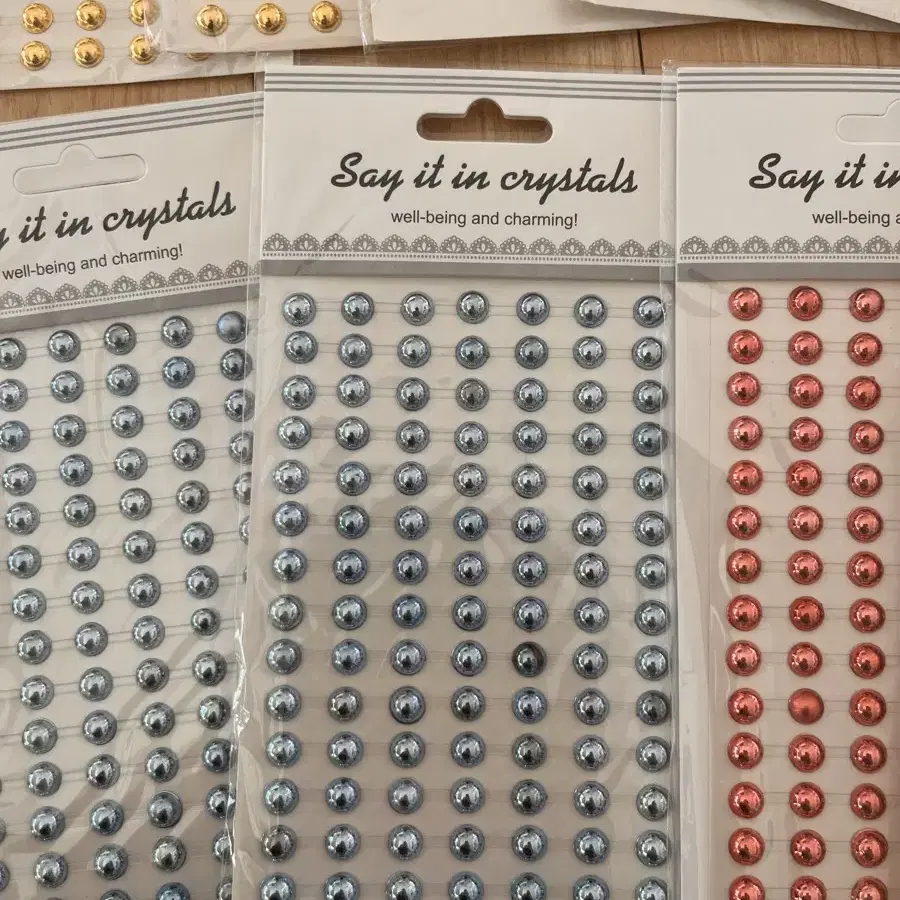 y it in crystals
well-being and charming!
Say it in crystals
well-being and charming!
Say it in
well-being a